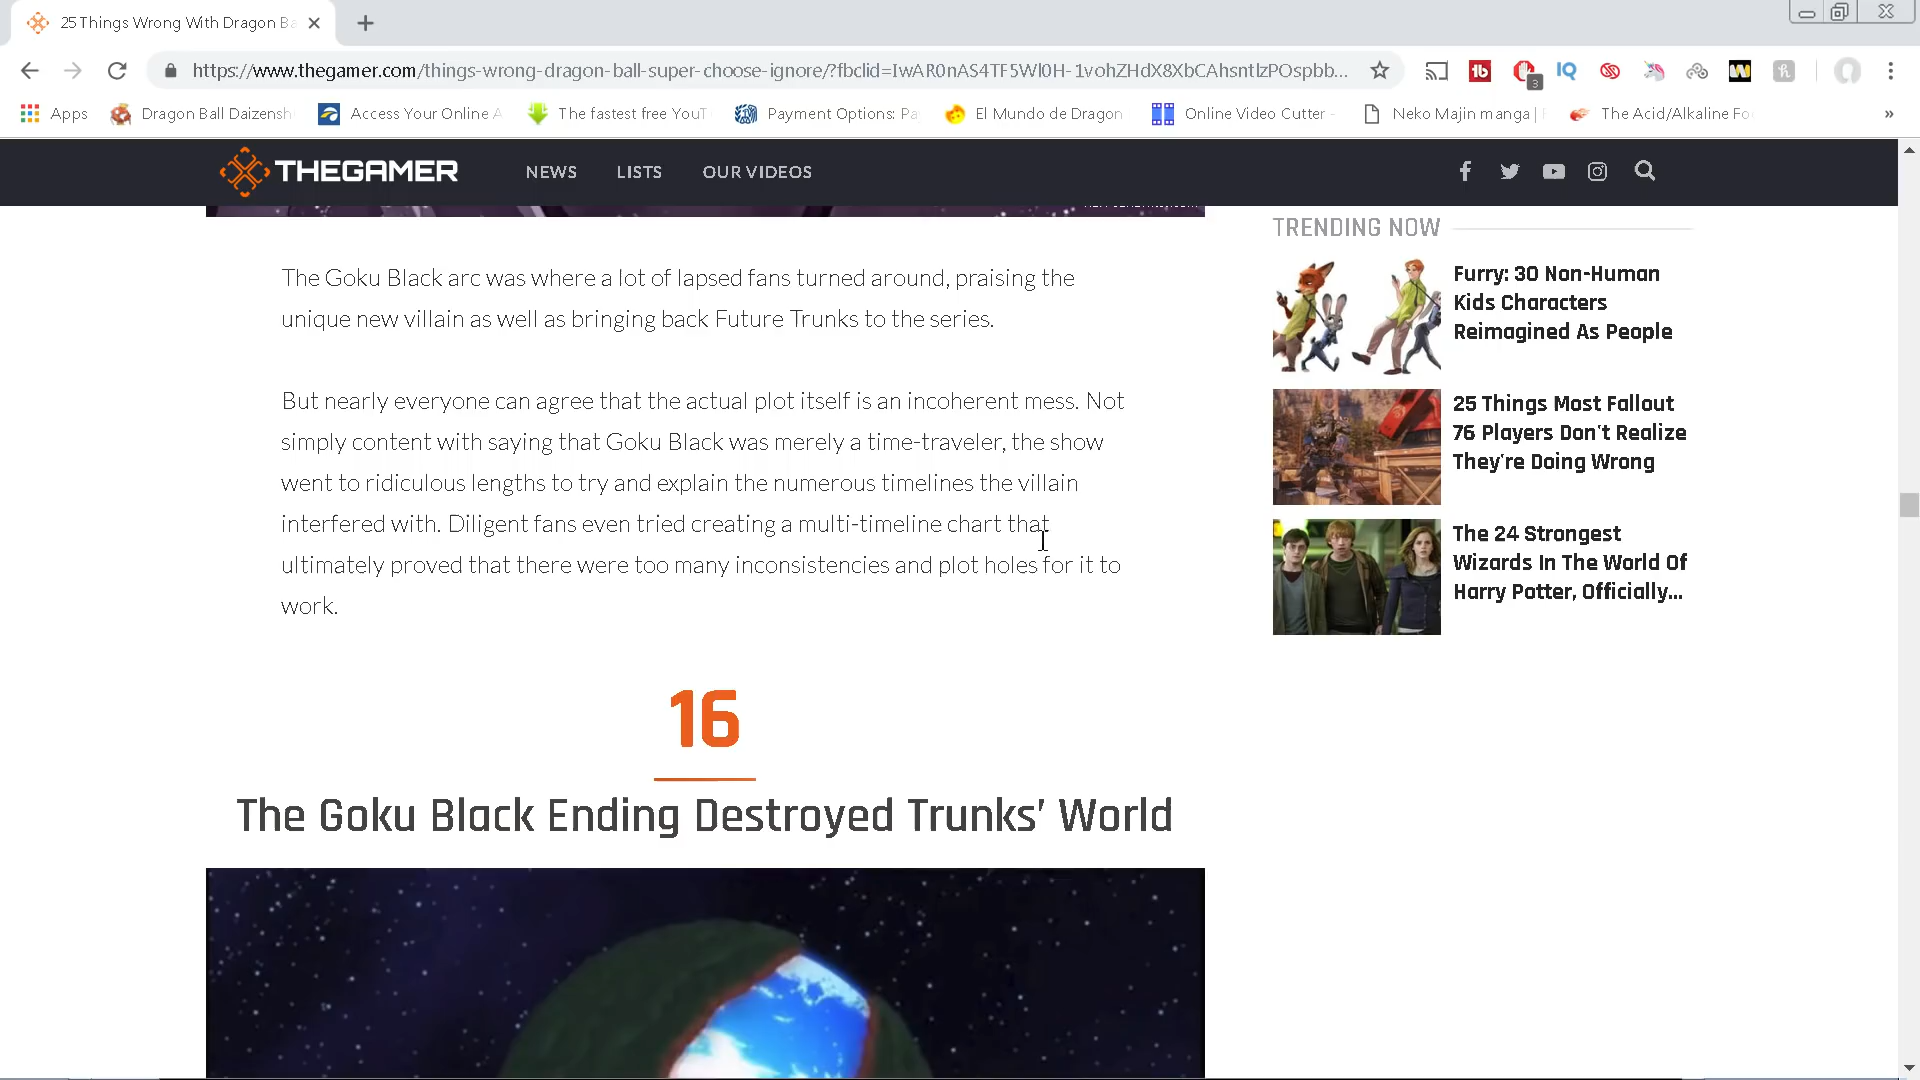 25 Things Wrong With Dragon Ba
https://www.thegamer.com/things-wrong-dragon-ball-super-choose-ignore/?fbclid=IwAR0nAS4TF5Wl0H-1vohZHdX8XbCAhsntlzPOspbb...
3
Apps
Dragon Ball Daizensh
Access Your Online A
The fastest free YouT
Payment Options: Pa
El Mundo de Dragon
Online Video Cutter -
Neko Majin manga |
The Acid/Alkaline Fo
»
THEGAMER
NEWS
LISTS
OUR VIDEOS
TRENDING NOW
The Goku Black arc was where a lot of lapsed fans turned around, praising the
unique new villain as well as bringing back Future Trunks to the series.
But nearly everyone can agree that the actual plot itself is an incoherent mess. Not
simply content with saying that Goku Black was merely a time-traveler, the show
went to ridiculous lengths to try and explain the numerous timelines the villain
interfered with. Diligent fans even tried creating a multi-timeline chart that
ultimately proved that there were too many inconsistencies and plot holes for it to
work.
16
The Goku Black Ending Destroyed Trunks’ World
Furry: 30 Non-Human
Kids Characters
Reimagined As People
25 Things Most Fallout
76 Players Don't Realize
They're Doing Wrong
The 24 Strongest
Wizards In The World Of
Harry Potter, Officially...